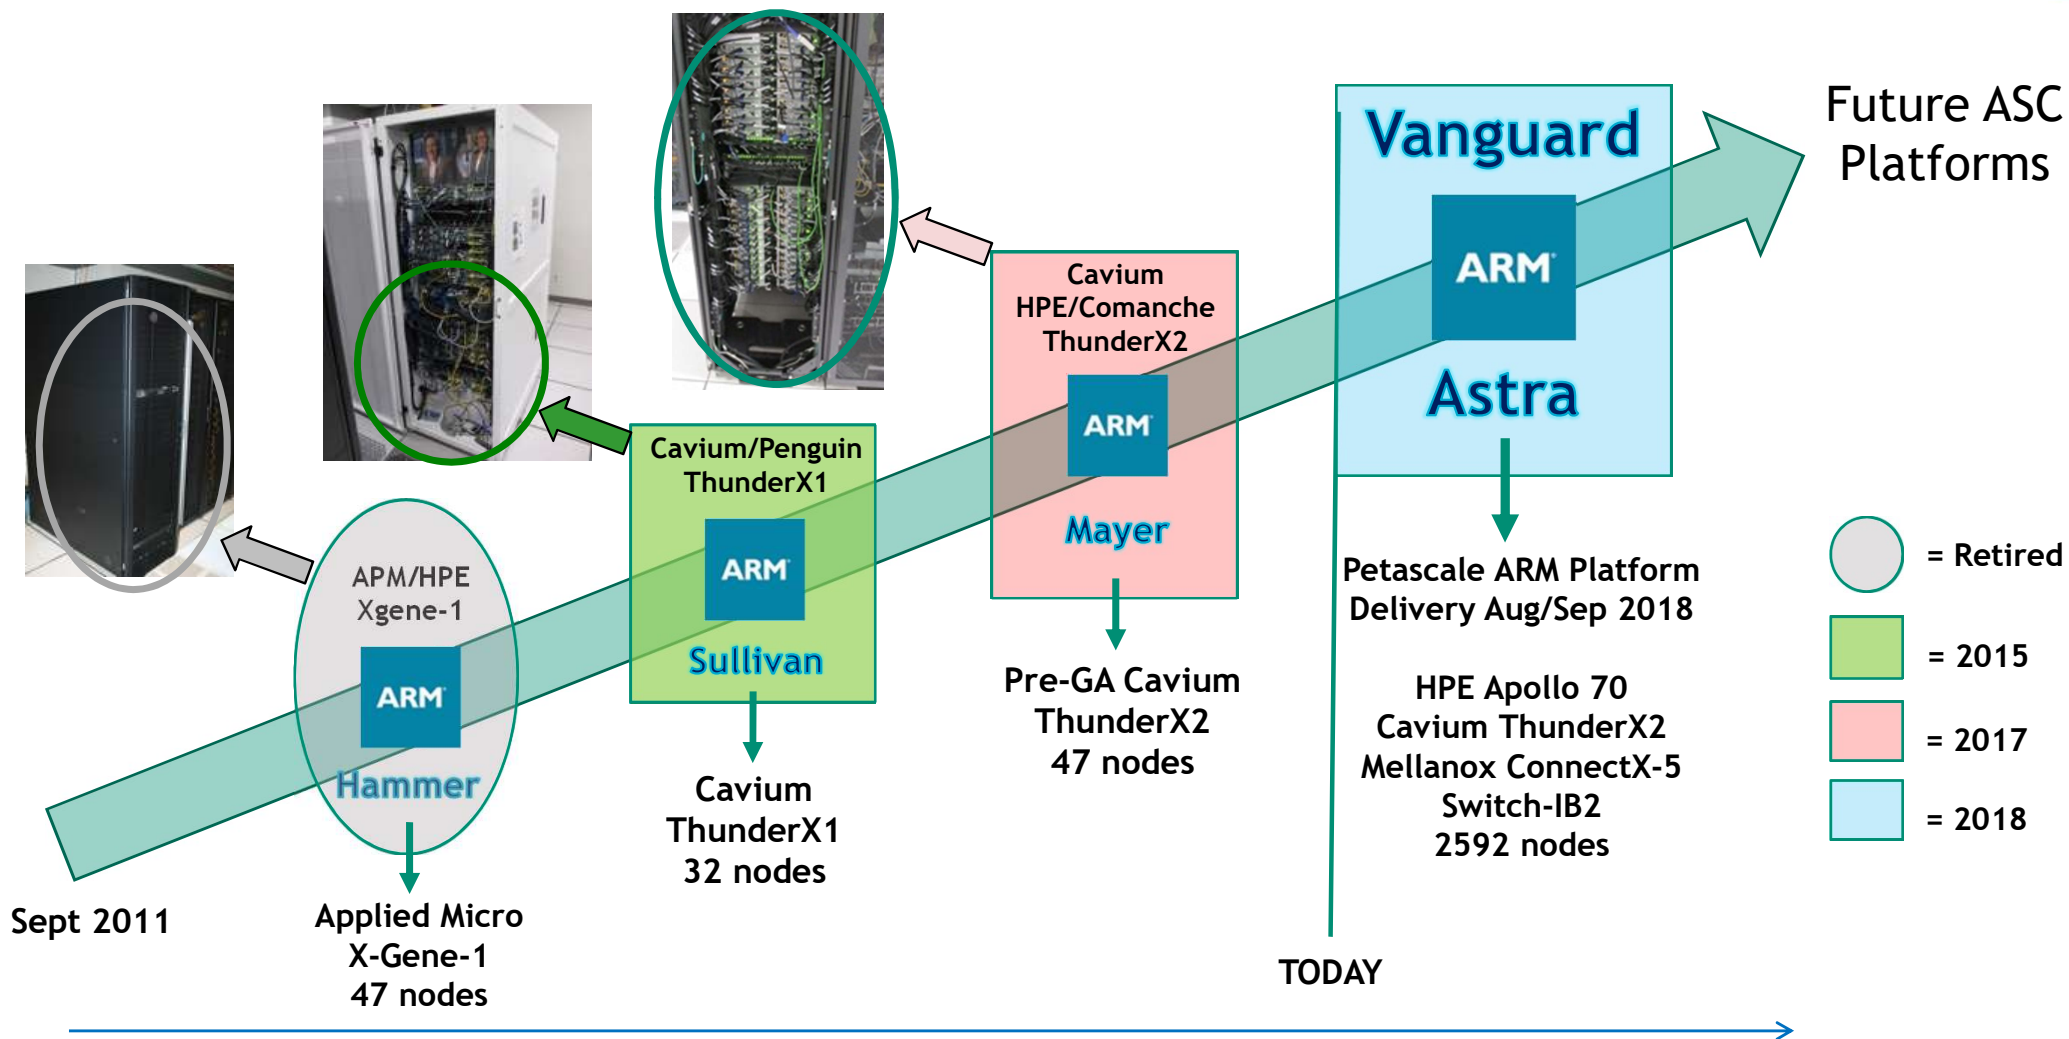 Future ASC
Platforms
Vanguard
ARM
Astra
Petascale ARM Platform
Delivery Aug/Sep 2018
HPE Apollo 70
Cavium ThunderX2
Mellanox ConnectX-5
Switch-IB2
2592 nodes
Cavium
HPE/Comanche
ThunderX2
ARM
Mayer
Pre-GA Cavium
ThunderX2
47 nodes
Cavium/Penguin
ThunderX1
ARM
Sullivan
Cavium
ThunderX1
32 nodes
APM/HPE
Xgene-1
ARM
Hammer
Applied Micro
X-Gene-1
47 nodes
Sept 2011
TODAY
= Retired
= 2015
= 2017
= 2018